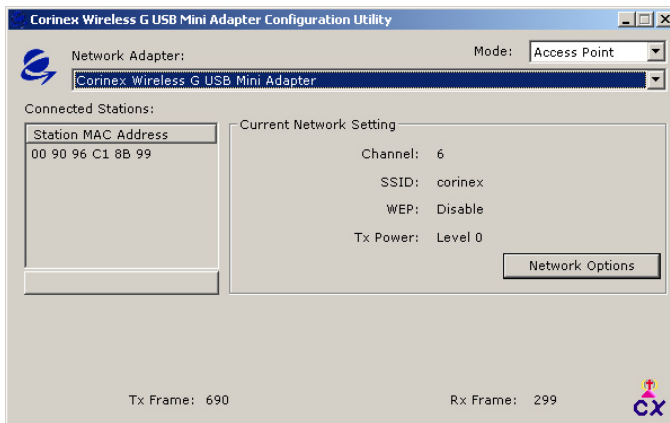 Corinex Wireless G USB Mini Adapter Configuration Utility
Network Adapter:
Mode: Access Point
Corinex Wireless G USB Mini Adapter
Connected Stations:
Station MAC Address
00 90 96 C1 8B 99
Current Network Setting
Channel: 6
SSID: corinex
WEP: Disable
Tx Power: Level 0
Network Options
Tx Frame: 690
Rx Frame: 299
CX